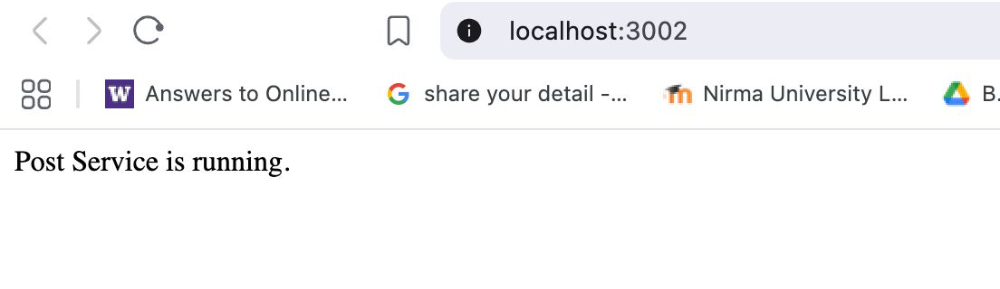 localhost:3002
W Answers to Online... G share your detail -... m Nirma University L... B.
Post Service is running.